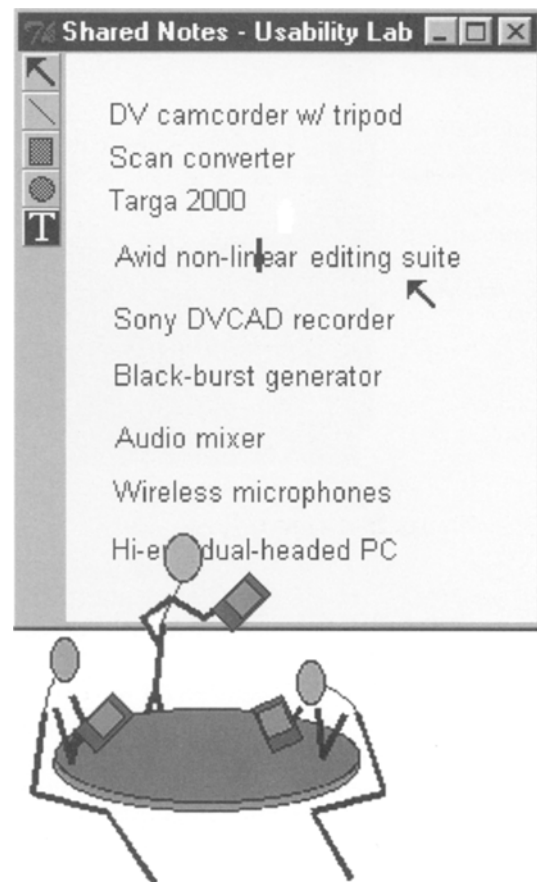 Shared Notes - Usability Lab
T
DV camcorder w/ tripod
Scan converter
Targa 2000
Avid non-linear editing suite
Sony DVCAD recorder
Black-burst generator
Audio mixer
Wireless microphones
dual-headed PC